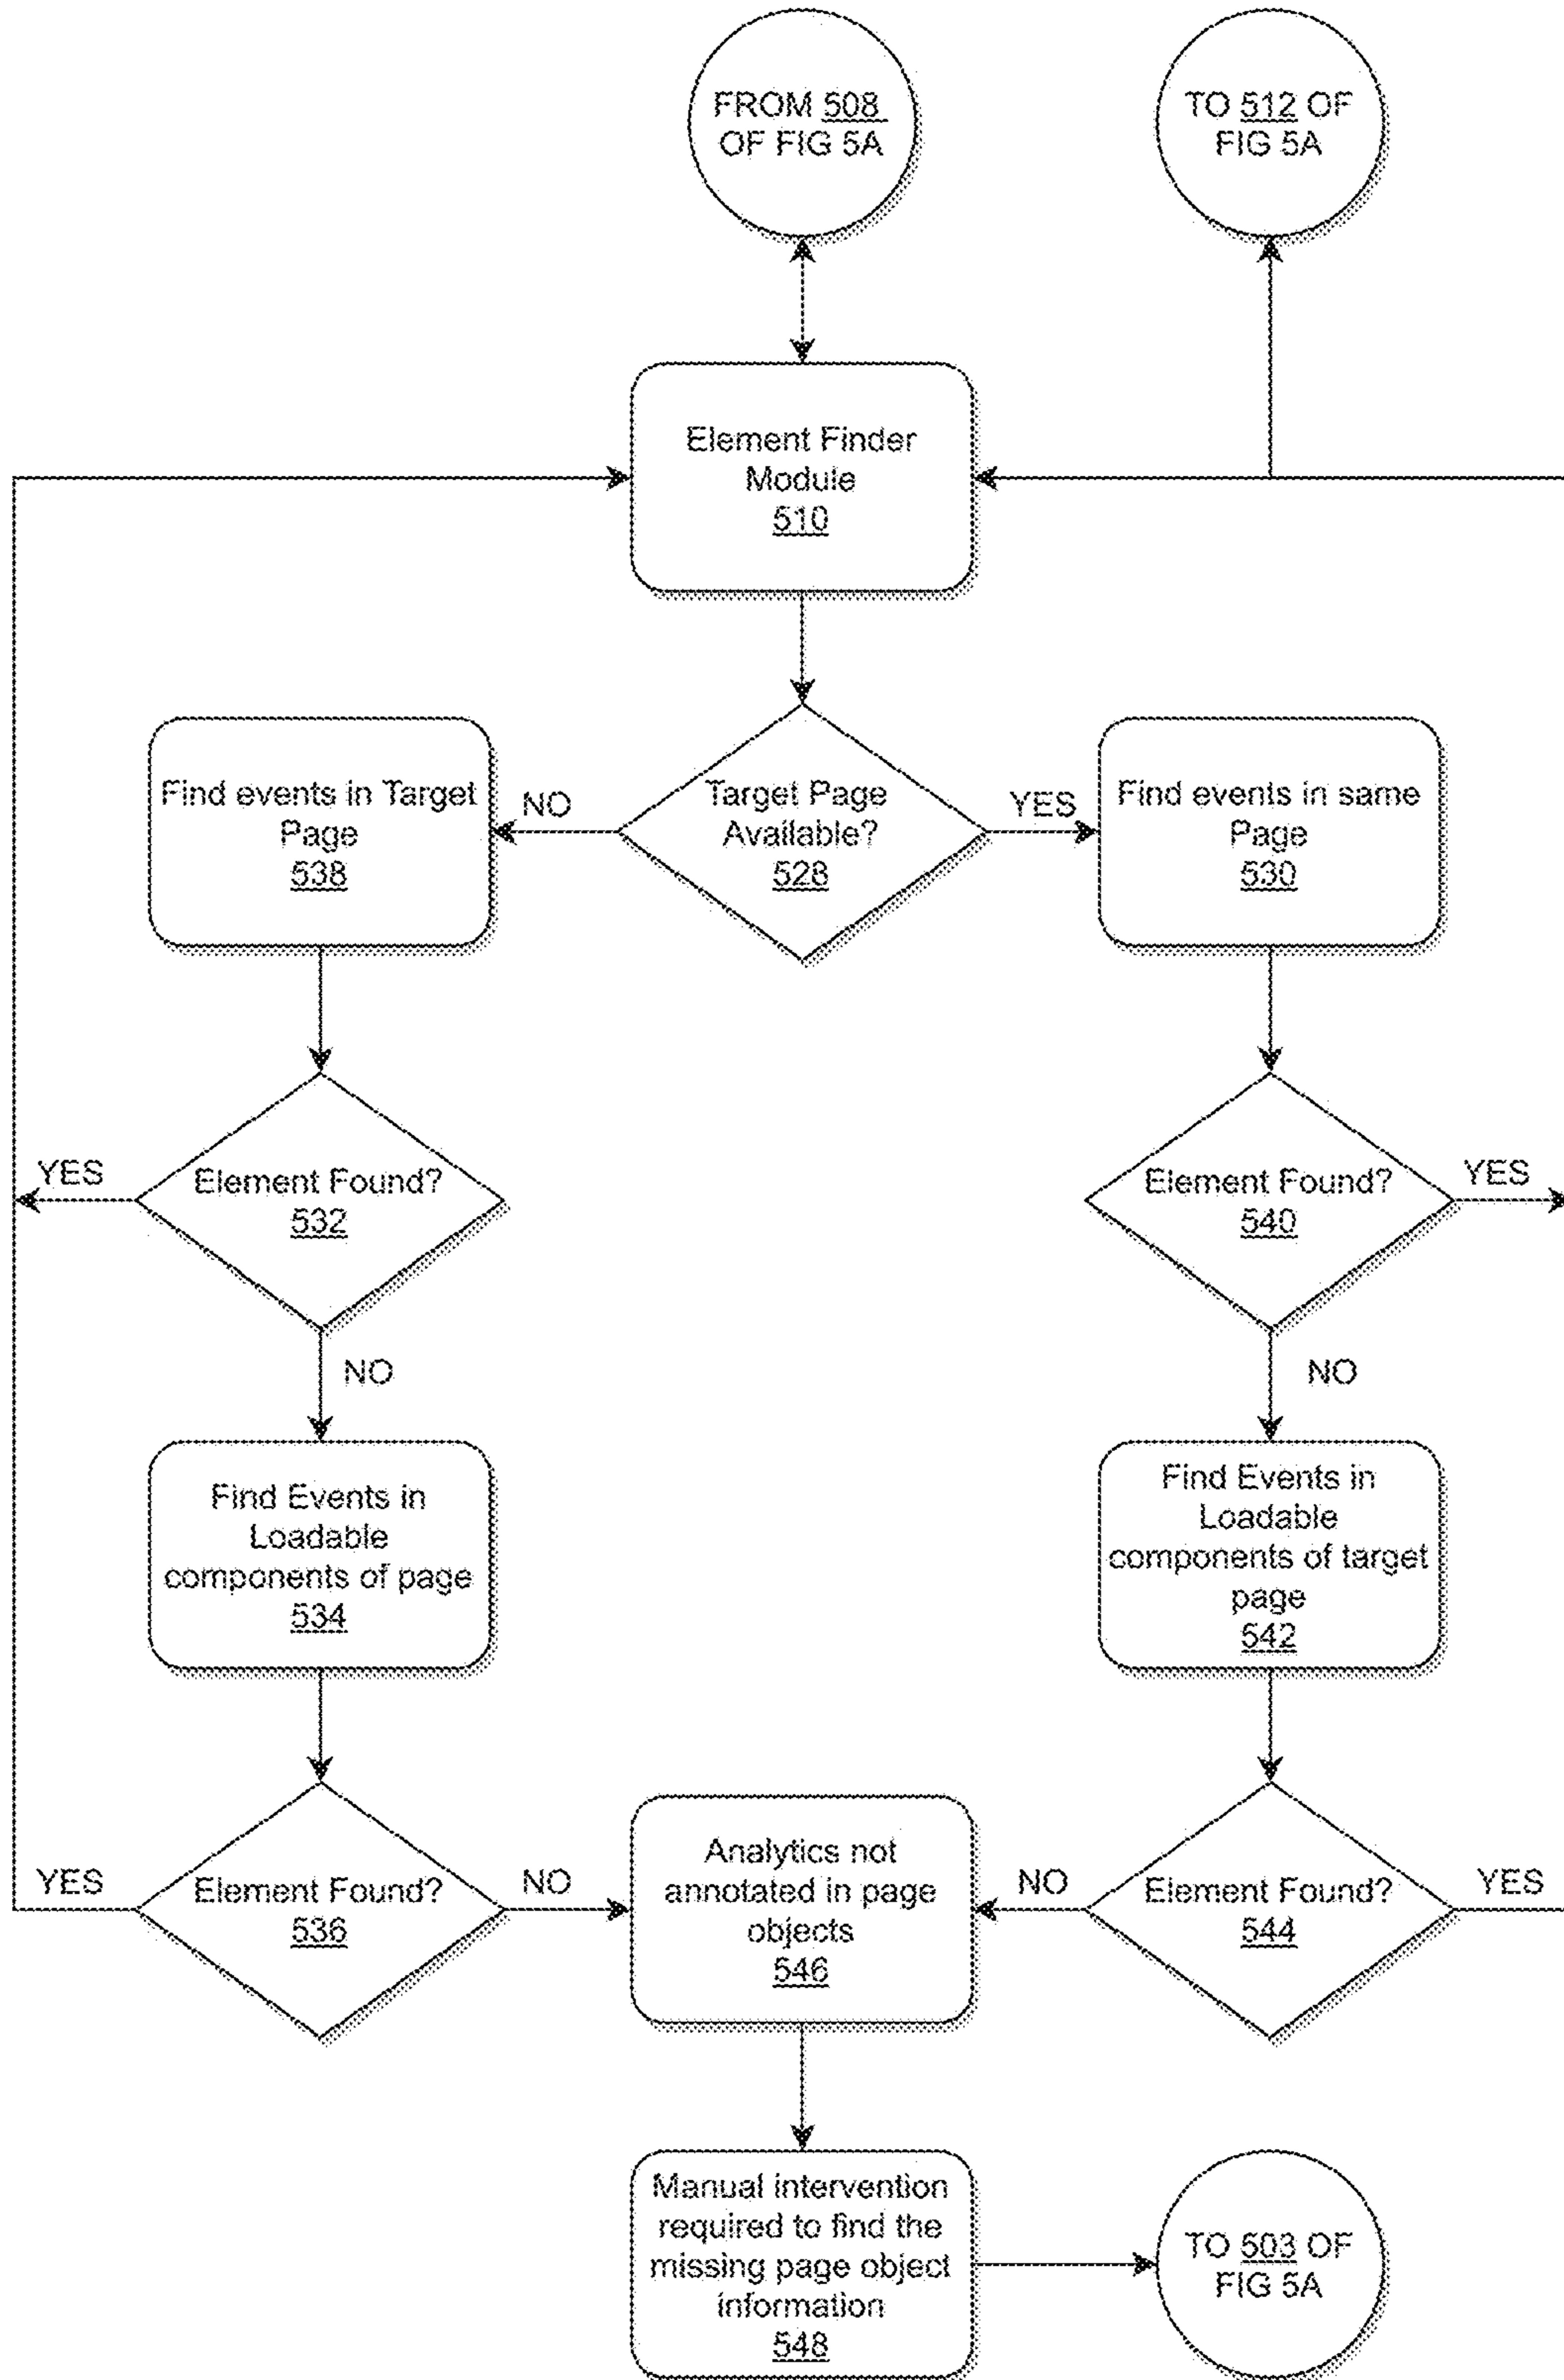 FROM 508
OF FIG 5A
TO 512 OF
FIG 5A
Element Finder
Module
510
Find events in Target
Page
538
NO
Target Page
Available?
528
YES
Find events in same
Page
530
YES
Element Found?
532
Element Found?
540
YES
NO
NO
Find Events in
Loadable
components of page
534
Find Events in
Loadable
components of target
page
542
YES
Element Found?
536
NO
Analytics not
annotated in page
objects
546
NO
Element Found?
544
YES
Manual intervention
required to find the
missing page object
information
548
TO 503 OF
FIG 5A